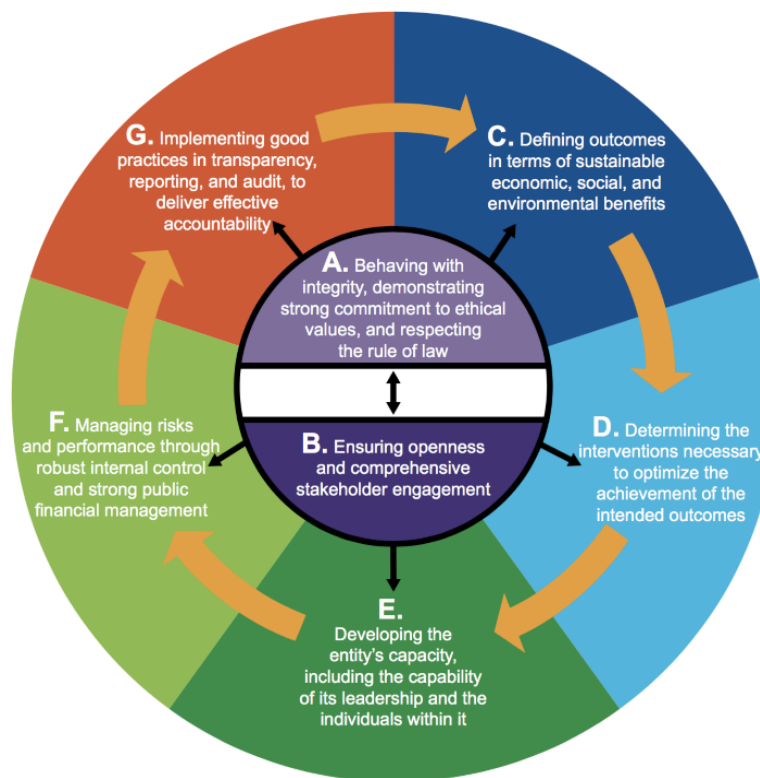 G. Implementing good
practices in transparency,
reporting, and audit, to
deliver effective
accountability
C. Defining outcomes
in terms of sustainable
economic, social, and
environmental benefits
A. Behaving with
integrity, demonstrating
strong commitment to ethical
values, and respecting
the rule of law
F. Managing risks
and performance through
robust internal control
and strong public
financial management
B. Ensuring openness
and comprehensive
stakeholder engagement
D. Determining the
interventions necessary
to optimize the
achievement of the
intended outcomes
E.
Developing the
entity's capacity,
including the capability
of its leadership and the
individuals within it